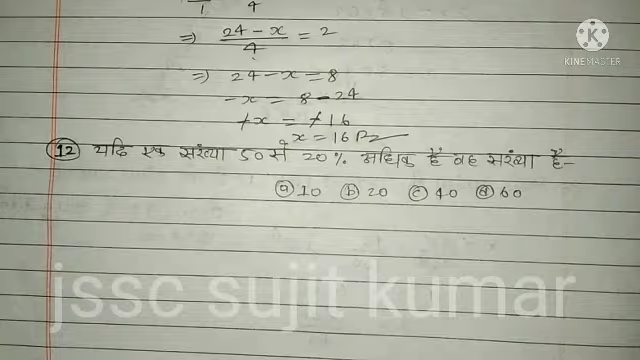 1 4
⇒ 24 - x / 4 = 2
⇒ 24 - x = 8
- x = 8 - 24
x = 16
x = 16
12 यदि एक संख्या 50 से 20% अधिक है वह संख्या है-
a 10 b 20 c 40 d 60
jssc sujit kumar
K
KINEMASTER